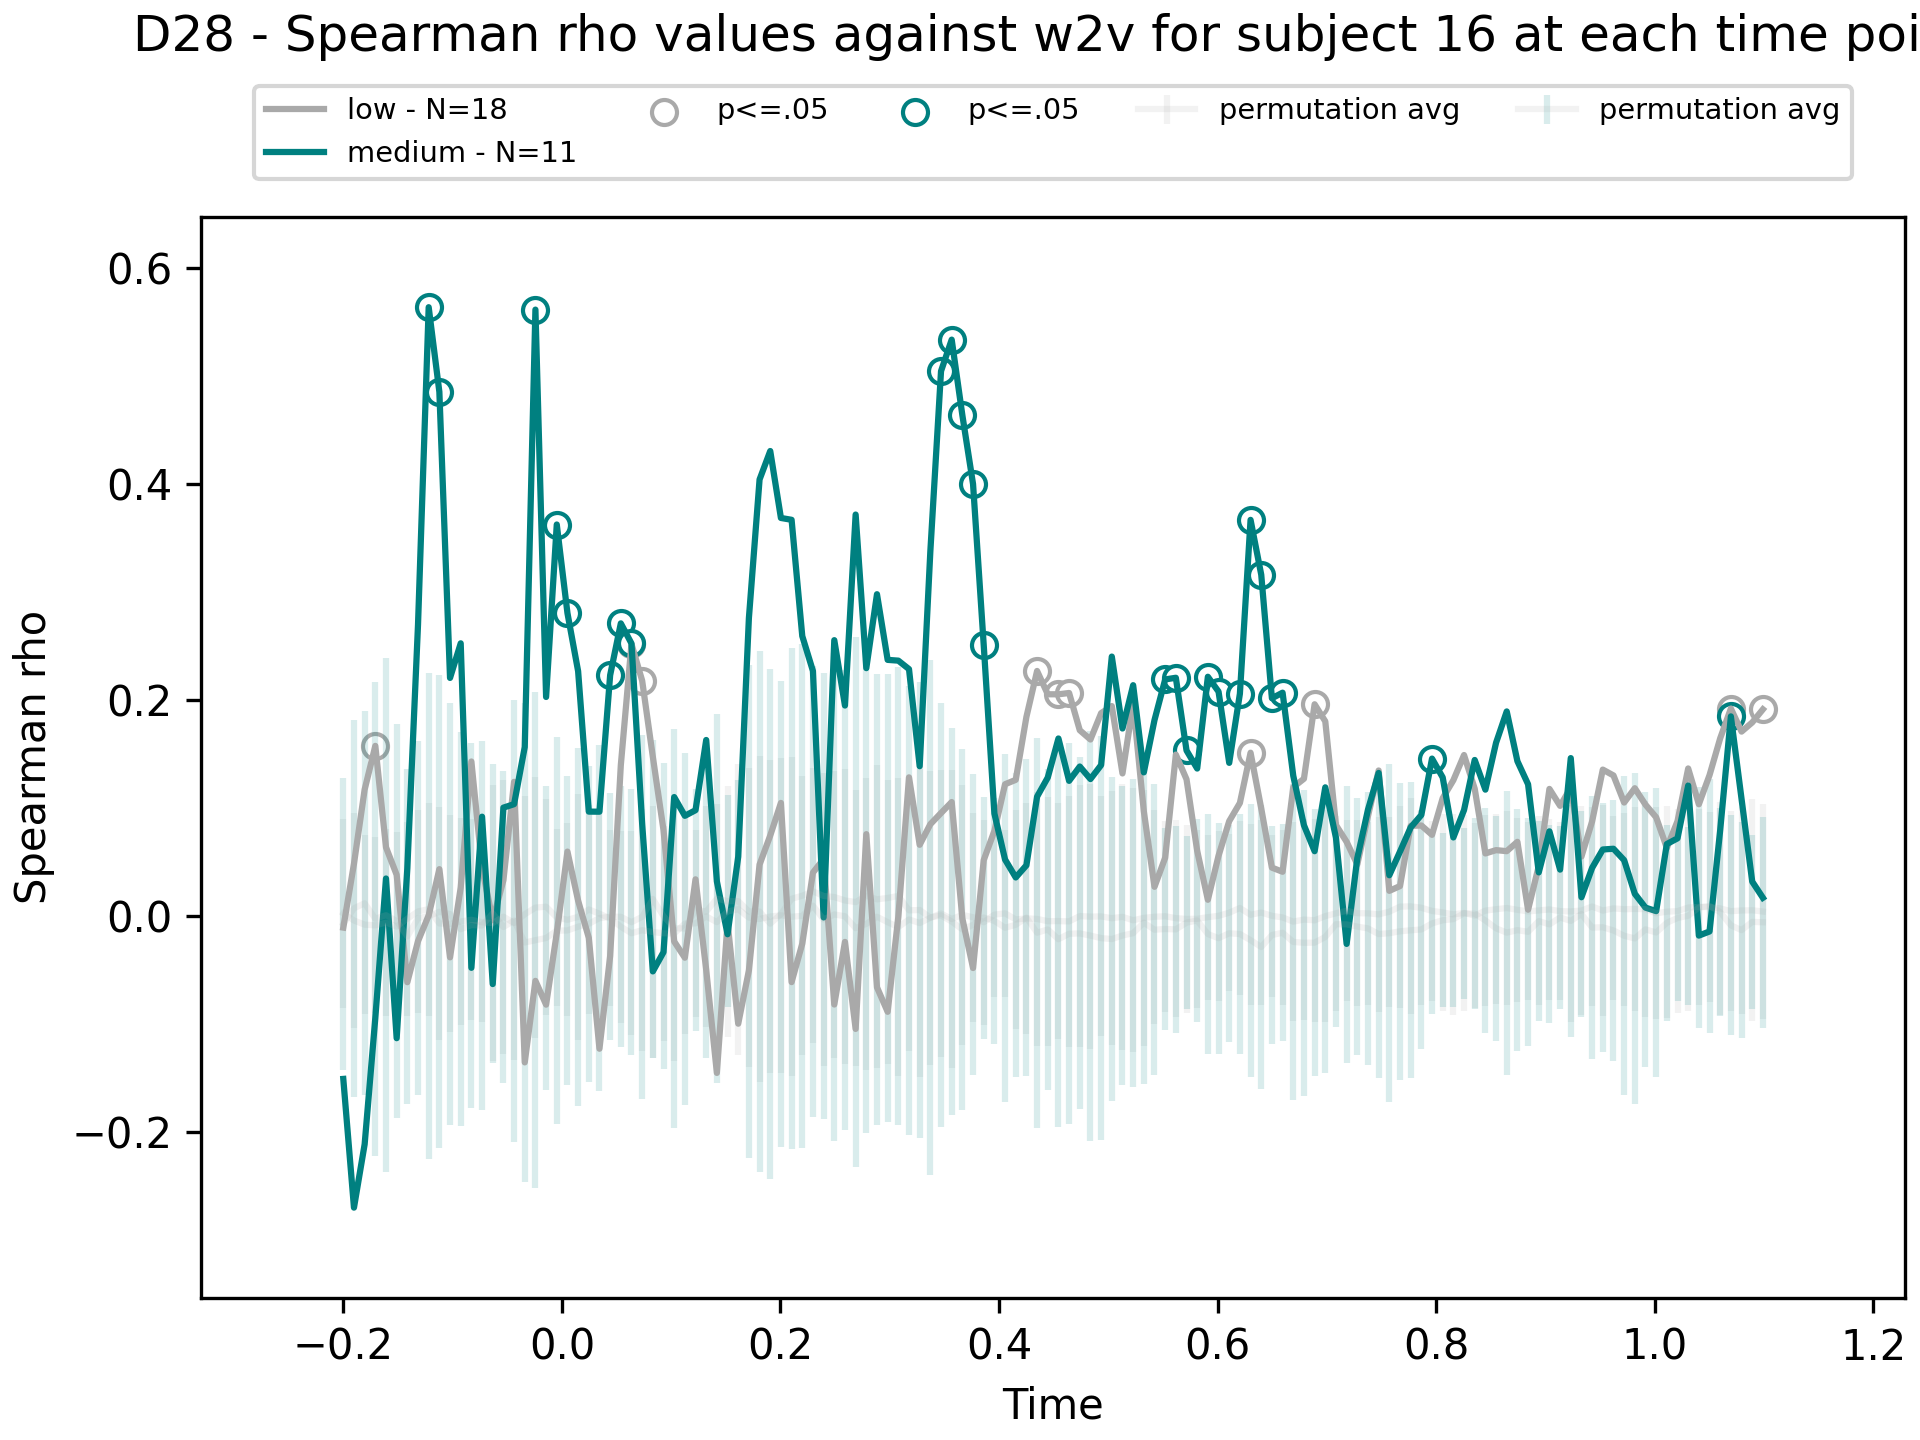 D28 - Spearman rho values against w2v for subject 16 at each time poi
low - N=18
medium - N=11
p<=.05
p<=.05
permutation avg
permutation avg
Spearman rho
0.6
0.4
0.2
0.0
−0.2
−0.2
0.0
0.2
0.4
0.6
0.8
1.0
1.2
Time